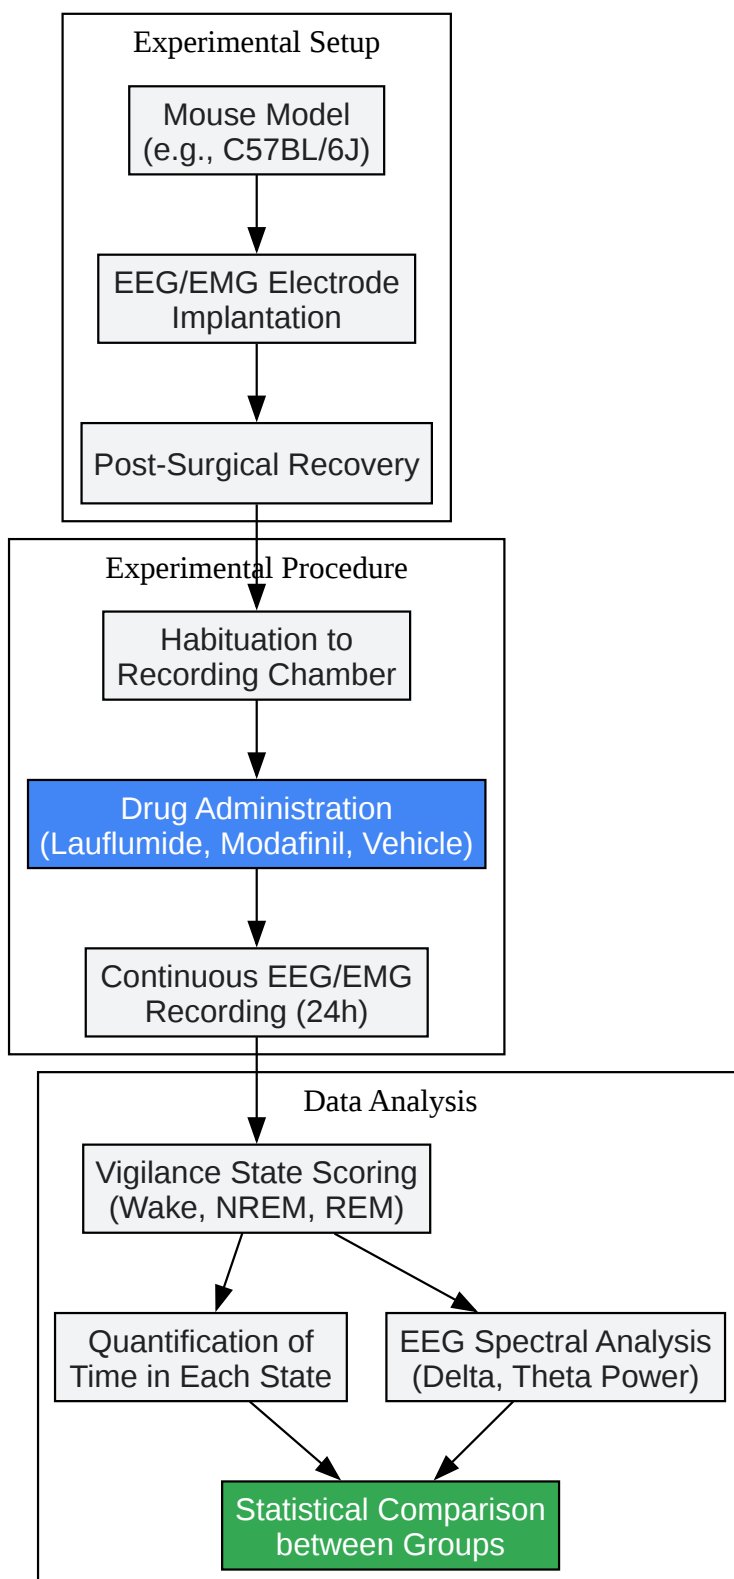 Experimental Setup
Mouse Model
(e.g., C57BL/6J)
EEG/EMG Electrode
Implantation
Post-Surgical Recovery
Experimental Procedure
Habituation to
Recording Chamber
Drug Administration
(Lauflumide, Modafinil, Vehicle)
Continuous EEG/EMG
Recording (24h)
Data Analysis
Vigilance State Scoring
(Wake, NREM, REM)
Quantification of
Time in Each State
EEG Spectral Analysis
(Delta, Theta Power)
Statistical Comparison
between Groups